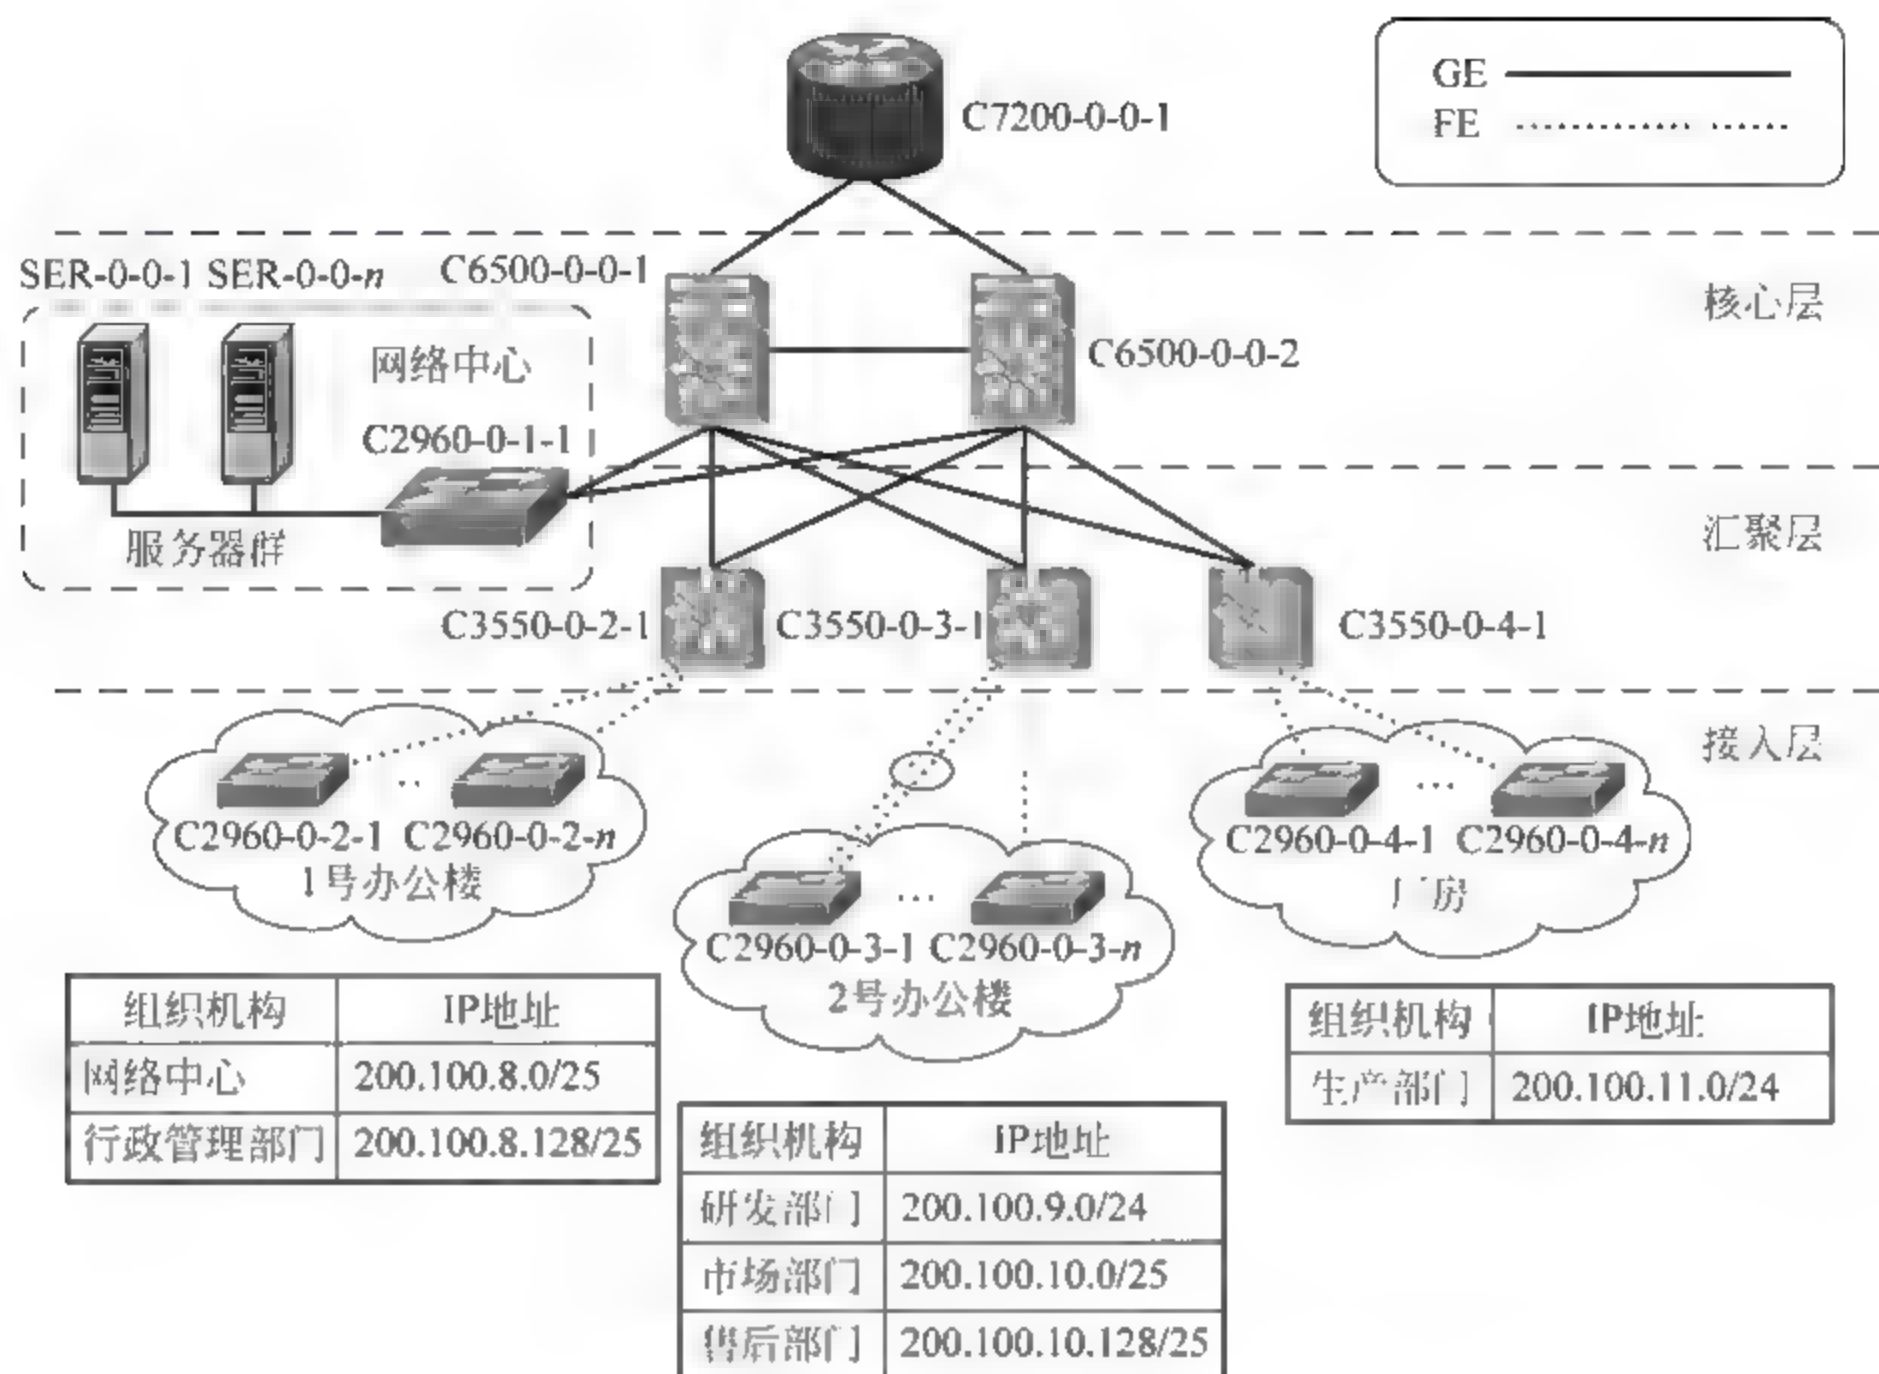 C7200-0-0-1
GE
FE
SER-0-0-1 SER-0-0-n
C6500-0-0-1
核心层
网络中心
C6500-0-0-2
C2960-0-1-1
服务器群
汇聚层
C3550-0-2-1
C3550-0-3-1
C3550-0-4-1
接入层
C2960-0-2-1 C2960-0-2-n
1号办公楼
C2960-0-4-1 C2960-0-4-n
厂房
C2960-0-3-1 C2960-0-3-n
2号办公楼
组织机构 IP地址
网络中心 200.100.8.0/25
行政管理部门 200.100.8.128/25
组织机构 IP地址
生产部门 200.100.11.0/24
组织机构 IP地址
研发部门 200.100.9.0/24
市场部门 200.100.10.0/25
售后部门 200.100.10.128/25